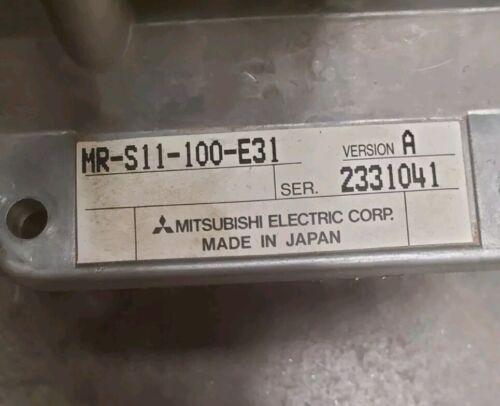 MR-S11-100-E31 VERSION A
SER. 2331041
MITSUBISHI ELECTRIC CORP.
MADE IN JAPAN